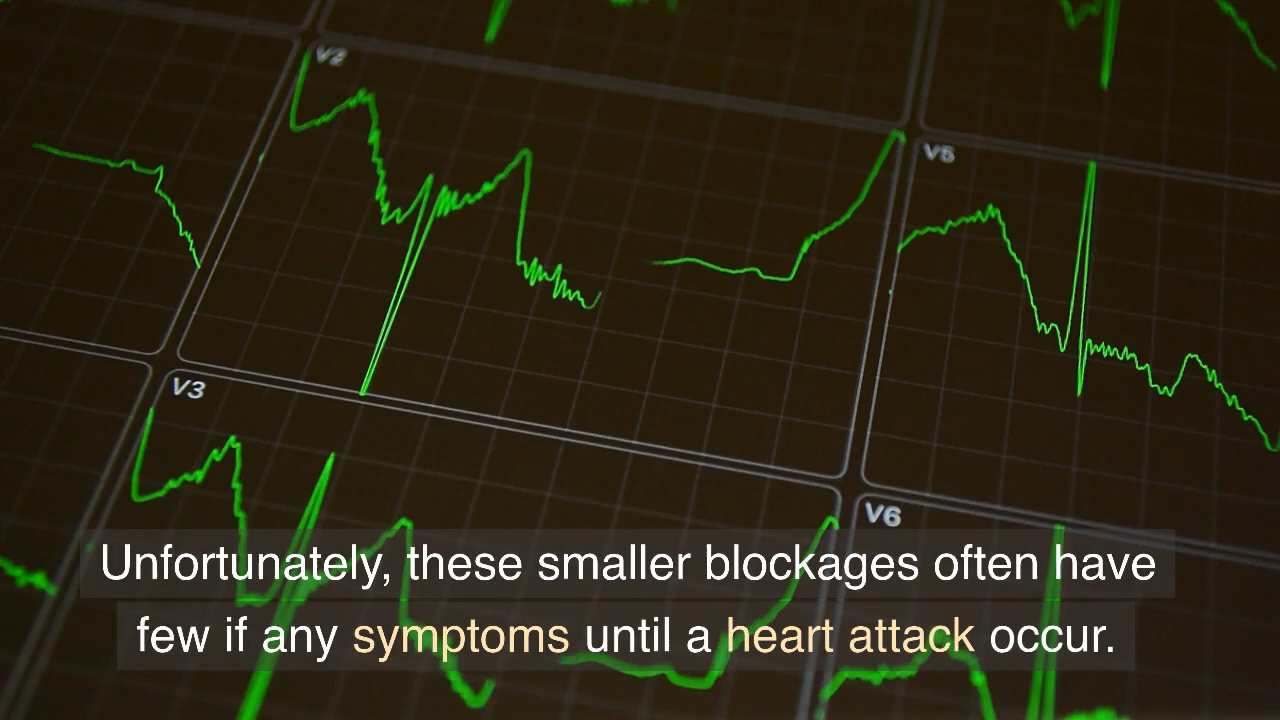 V2
V5
V3
V6
Unfortunately, these smaller blockages often have
few if any symptoms until a heart attack occur.